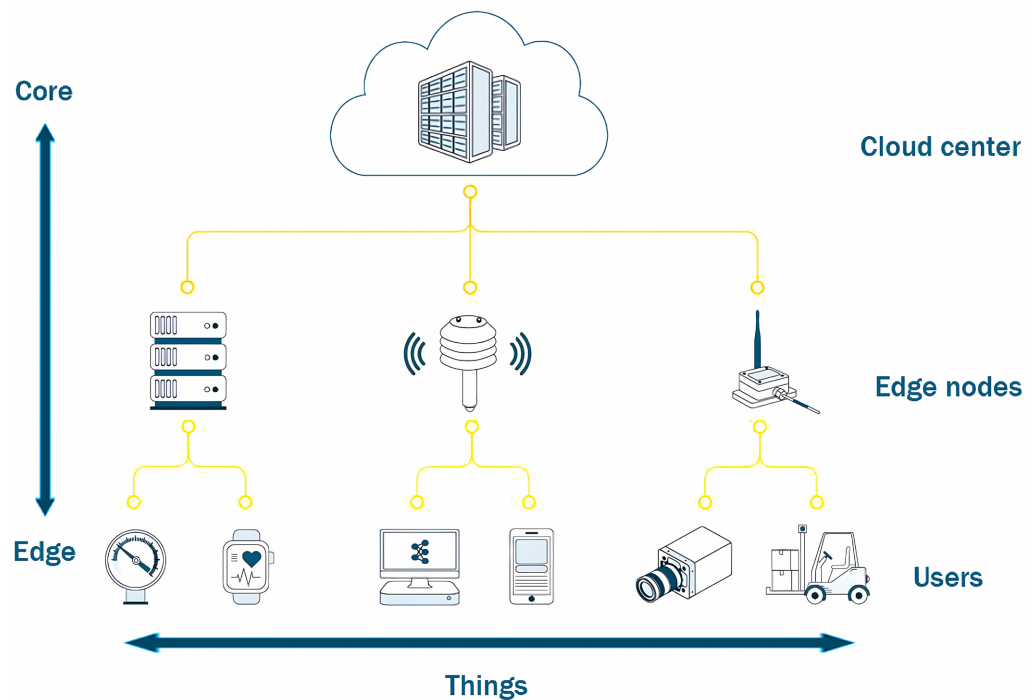 Core
Cloud center
Edge nodes
Edge
Users
Things